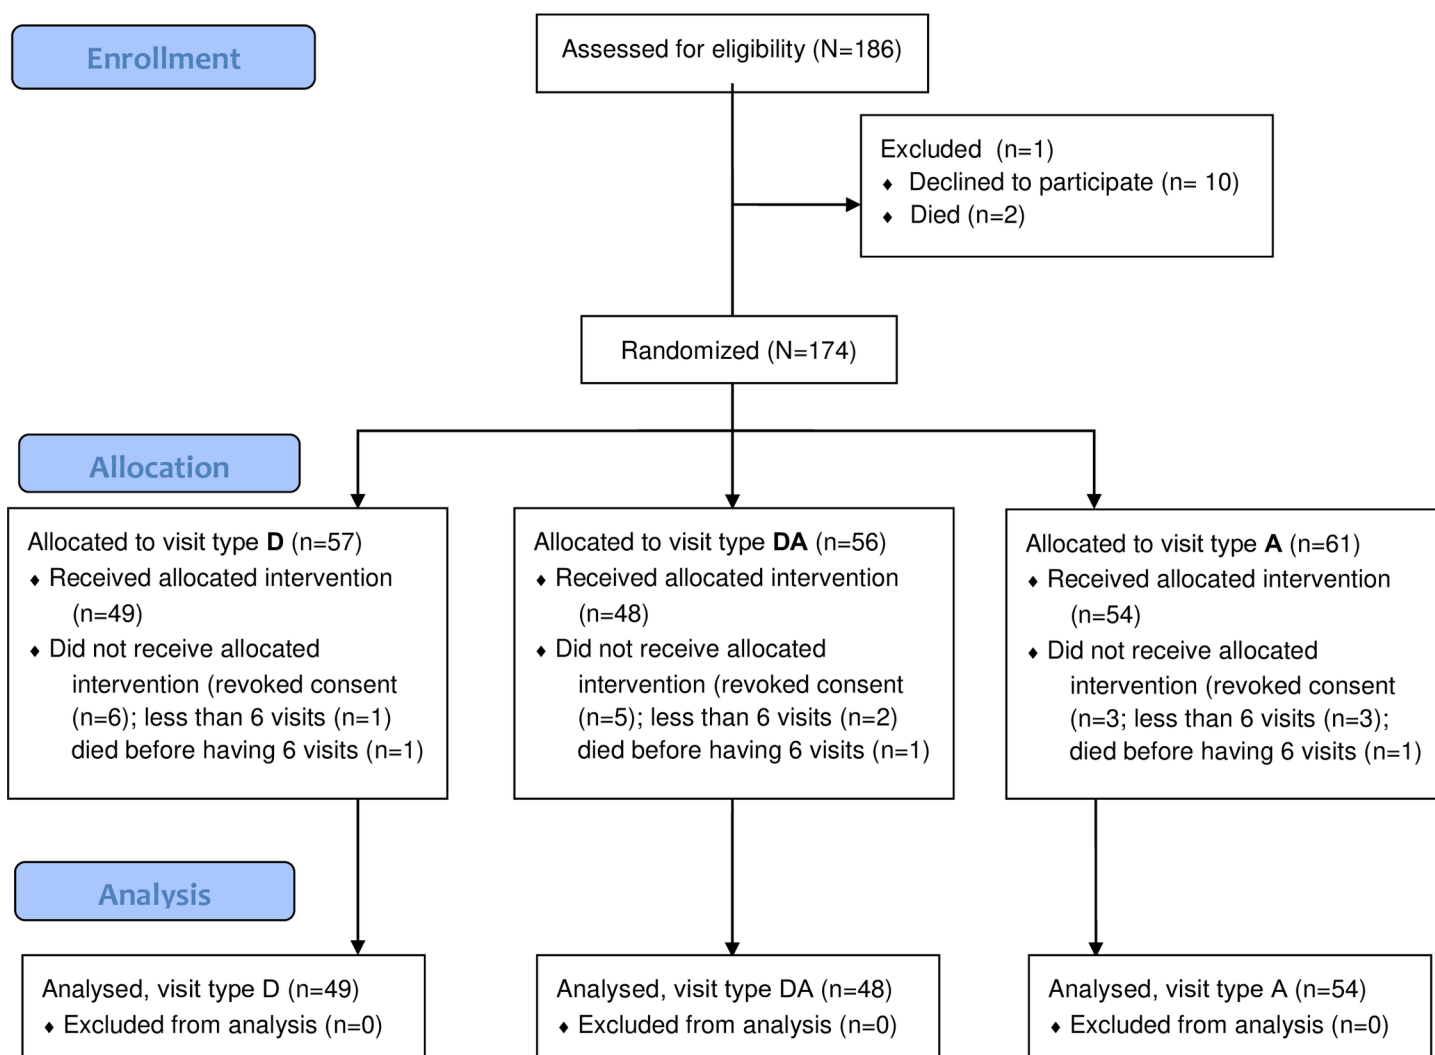 Enrollment
Assessed for eligibility (N=186)
Excluded  (n=1)
♦ Declined to participate (n= 10)
♦ Died (n=2)
Randomized (N=174)
Allocation
Allocated to visit type D (n=57)
♦ Received allocated intervention
(n=49)
♦ Did not receive allocated
intervention (revoked consent
(n=6); less than 6 visits (n=1)
died before having 6 visits (n=1)
Allocated to visit type DA (n=56)
♦ Received allocated intervention
(n=48)
♦ Did not receive allocated
intervention (revoked consent
(n=5); less than 6 visits (n=2)
died before having 6 visits (n=1)
Allocated to visit type A (n=61)
♦ Received allocated intervention
(n=54)
♦ Did not receive allocated
intervention (revoked consent
(n=3; less than 6 visits (n=3);
died before having 6 visits (n=1)
Analysis
Analysed, visit type D (n=49)
♦ Excluded from analysis (n=0)
Analysed, visit type DA (n=48)
♦ Excluded from analysis (n=0)
Analysed, visit type A (n=54)
♦ Excluded from analysis (n=0)